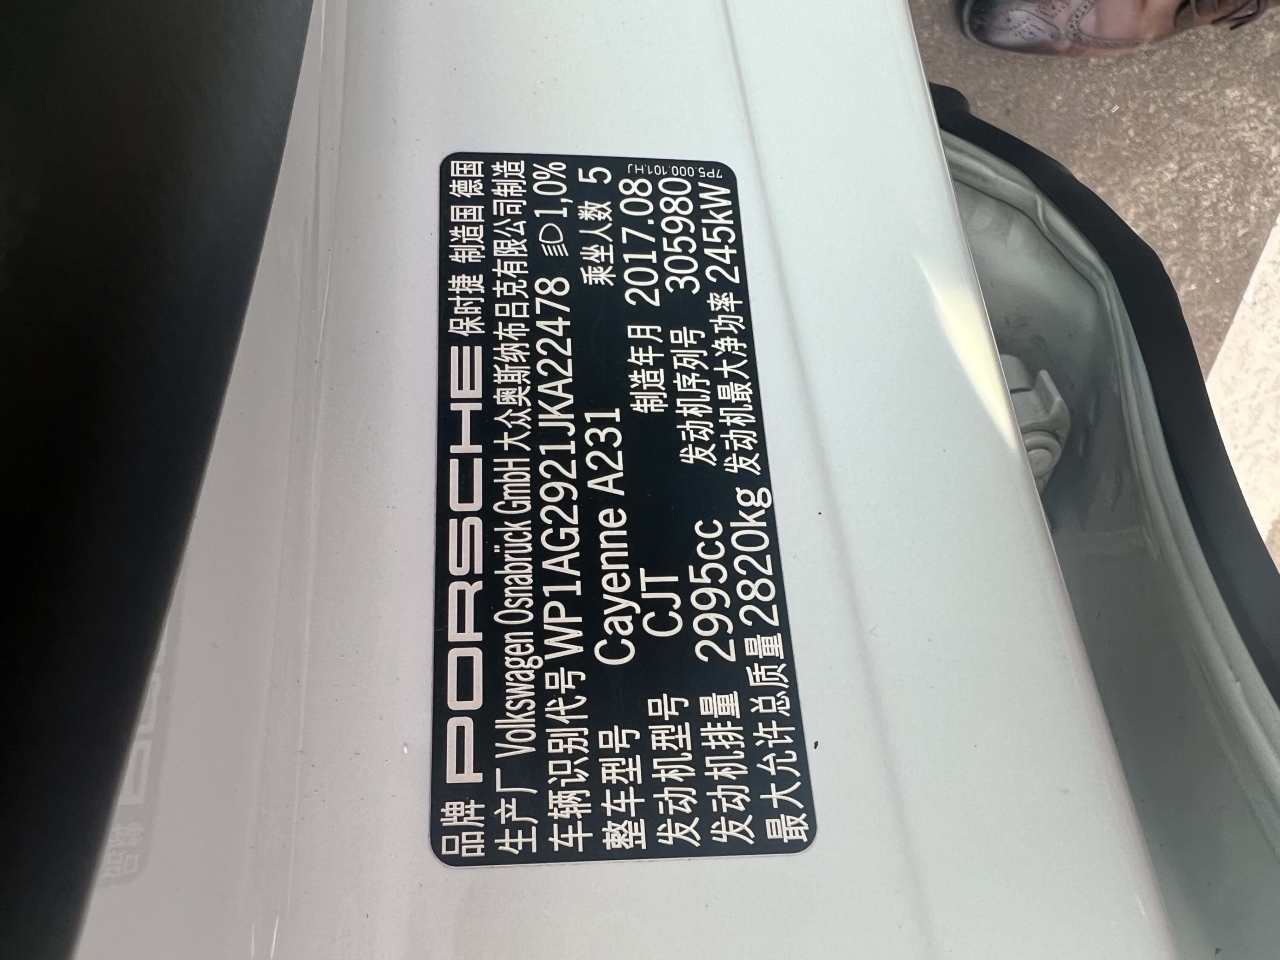 品牌 PORSCHE 保时捷 制造国 德国
生产厂 Volkswagen Osnabrück GmbH 大众奥斯纳布吕克有限公司制造
车辆识别代号 WP1AG2921JKA22478 1,0%
整车型号 Cayenne A231 乘坐人数 5
发动机型号 CJT 制造年月 2017.08
发动机排量 2995cc 发动机序列号 305980
最大允许总质量 2820kg 发动机最大净功率 245kW
7P5.000.101.HJ